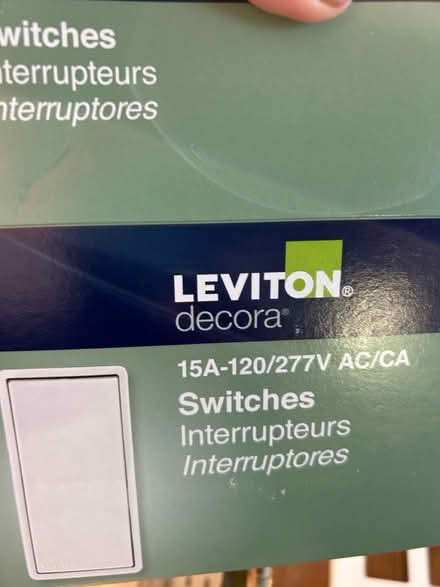 witches
nterrupteurs
nterruptores
LEVITON®
decora®
15A-120/277V AC/CA
Switches
Interrupteurs
Interruptores